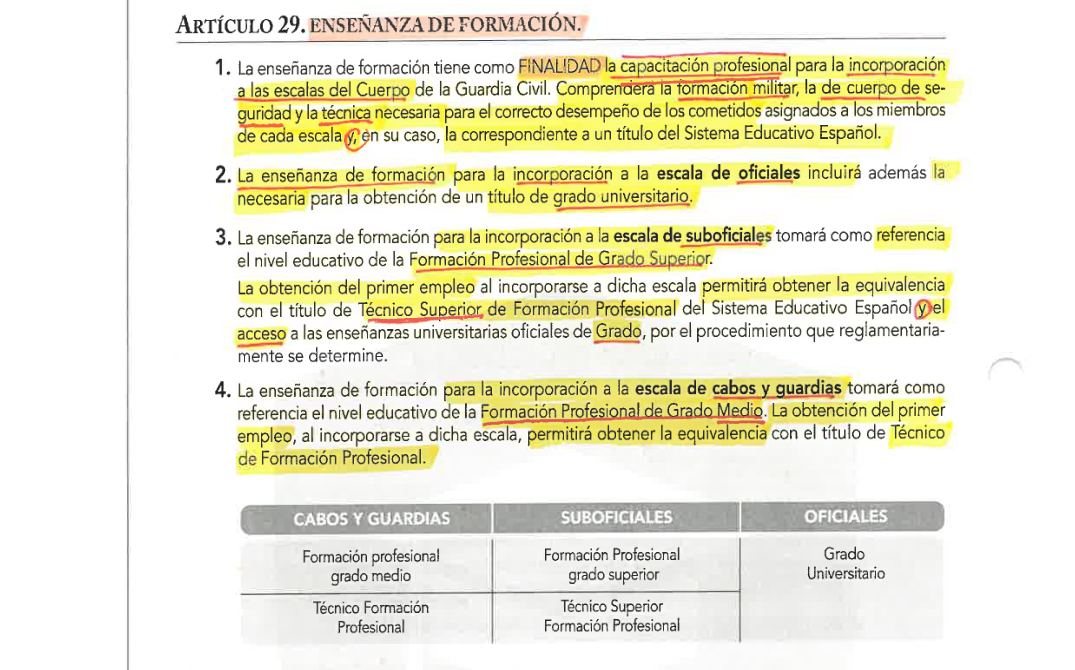 ARTÍCULO 29. ENSEÑANZA DE FORMACIÓN.
1. La enseñanza de formación tiene como FINALIDAD la capacitación profesional para la incorporación
a las escalas del Cuerpo de la Guardia Civil. Comprenderá la formación militar, la de cuerpo de se-
guridad y la técnica necesaria para el correcto desempeño de los cometidos asignados a los miembros
de cada escala y, en su caso, la correspondiente a un título del Sistema Educativo Español.
2. La enseñanza de formación para la incorporación a la escala de oficiales incluirá además la
necesaria para la obtención de un título de grado universitario.
3. La enseñanza de formación para la incorporación a la escala de suboficiales tomará como referencia
el nivel educativo de la Formación Profesional de Grado Superior.
La obtención del primer empleo al incorporarse a dicha escala permitirá obtener la equivalencia
con el título de Técnico Superior de Formación Profesional del Sistema Educativo Español y el
acceso a las enseñanzas universitarias oficiales de Grado, por el procedimiento que reglamentaria-
mente se determine.
4. La enseñanza de formación para la incorporación a la escala de cabos y guardias tomará como
referencia el nivel educativo de la Formación Profesional de Grado Medio. La obtención del primer
empleo, al incorporarse a dicha escala, permitirá obtener la equivalencia con el título de Técnico
de Formación Profesional.
CABOS Y GUARDIAS SUBOFICIALES OFICIALES
Formación profesional Formación Profesional Grado
grado medio grado superior Universitario
Técnico Formación Técnico Superior
Profesional Formación Profesional